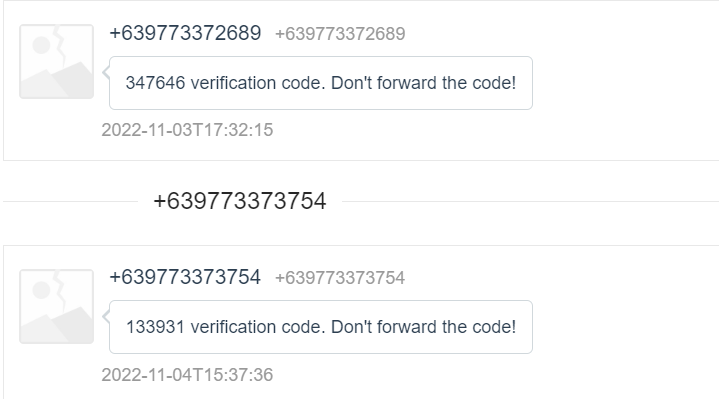 +639773372689 +639773372689
347646 verification code. Don't forward the code!
2022-11-03T17:32:15
+639773373754
+639773373754 +639773373754
133931 verification code. Don't forward the code!
2022-11-04T15:37:36